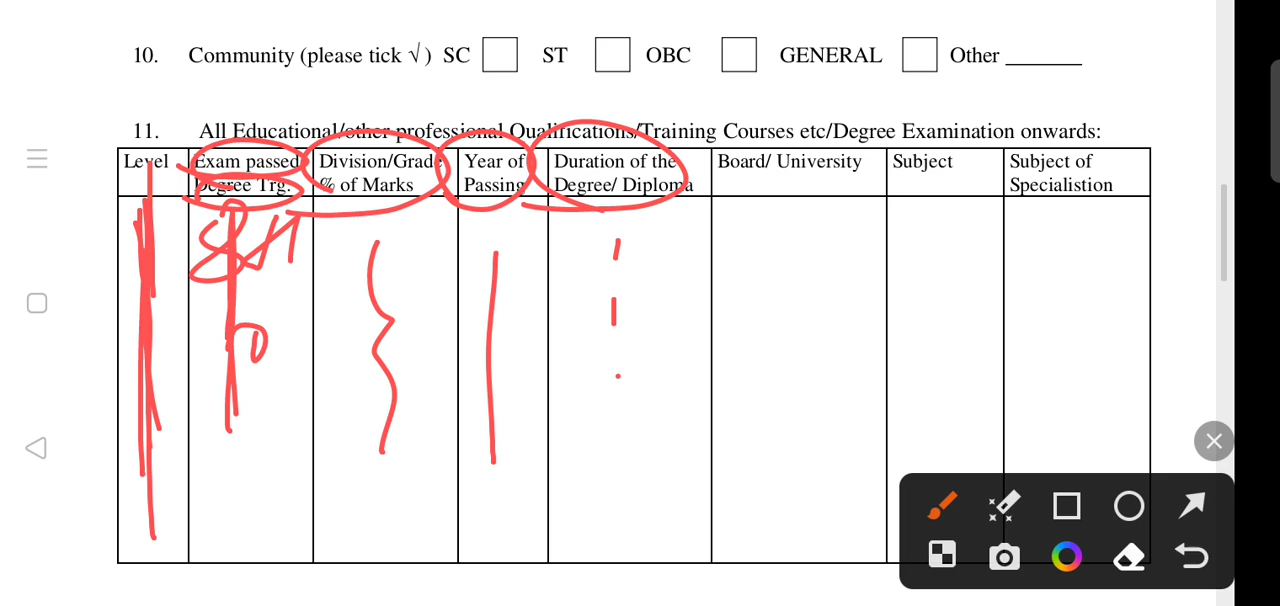 10. Community (please tick √ ) SC ST OBC GENERAL Other ______
11. All Educational/other professional Qualifications/Training Courses etc/Degree Examination onwards:
Level Exam passed Division/Grade Year of Duration of the Board/ University Subject Subject of
Degree Trg. % of Marks Passing Degree/ Diploma Specialistion